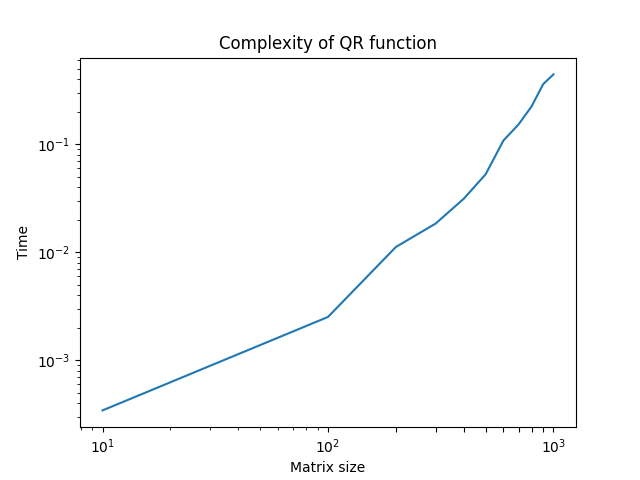 Complexity of QR function
Time
10⁻¹
10⁻²
10⁻³
10¹
10²
10³
Matrix size